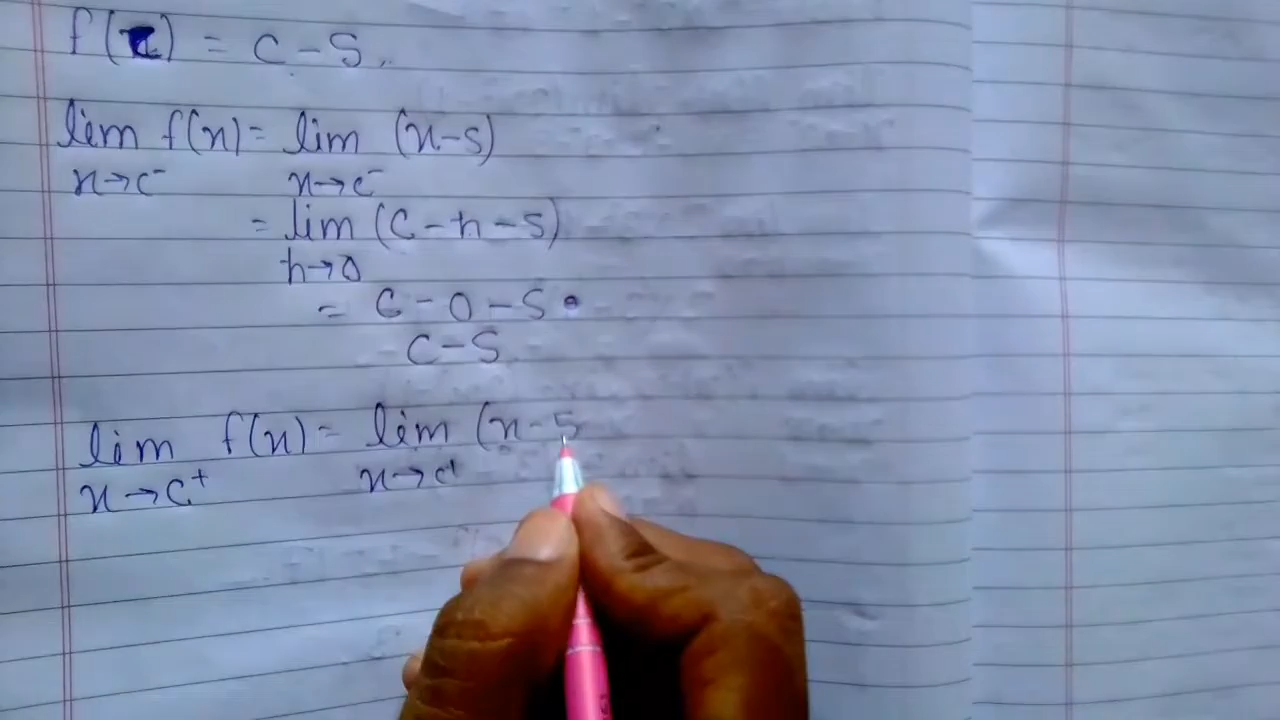 f(c) = c - 5.
lim f(x) = lim (x-5)
x→c⁻ x→c⁻
= lim (c-h-5)
h→0
= c-0-5
c-5
lim f(x) = lim (x-5
x→c⁺ x→c⁺